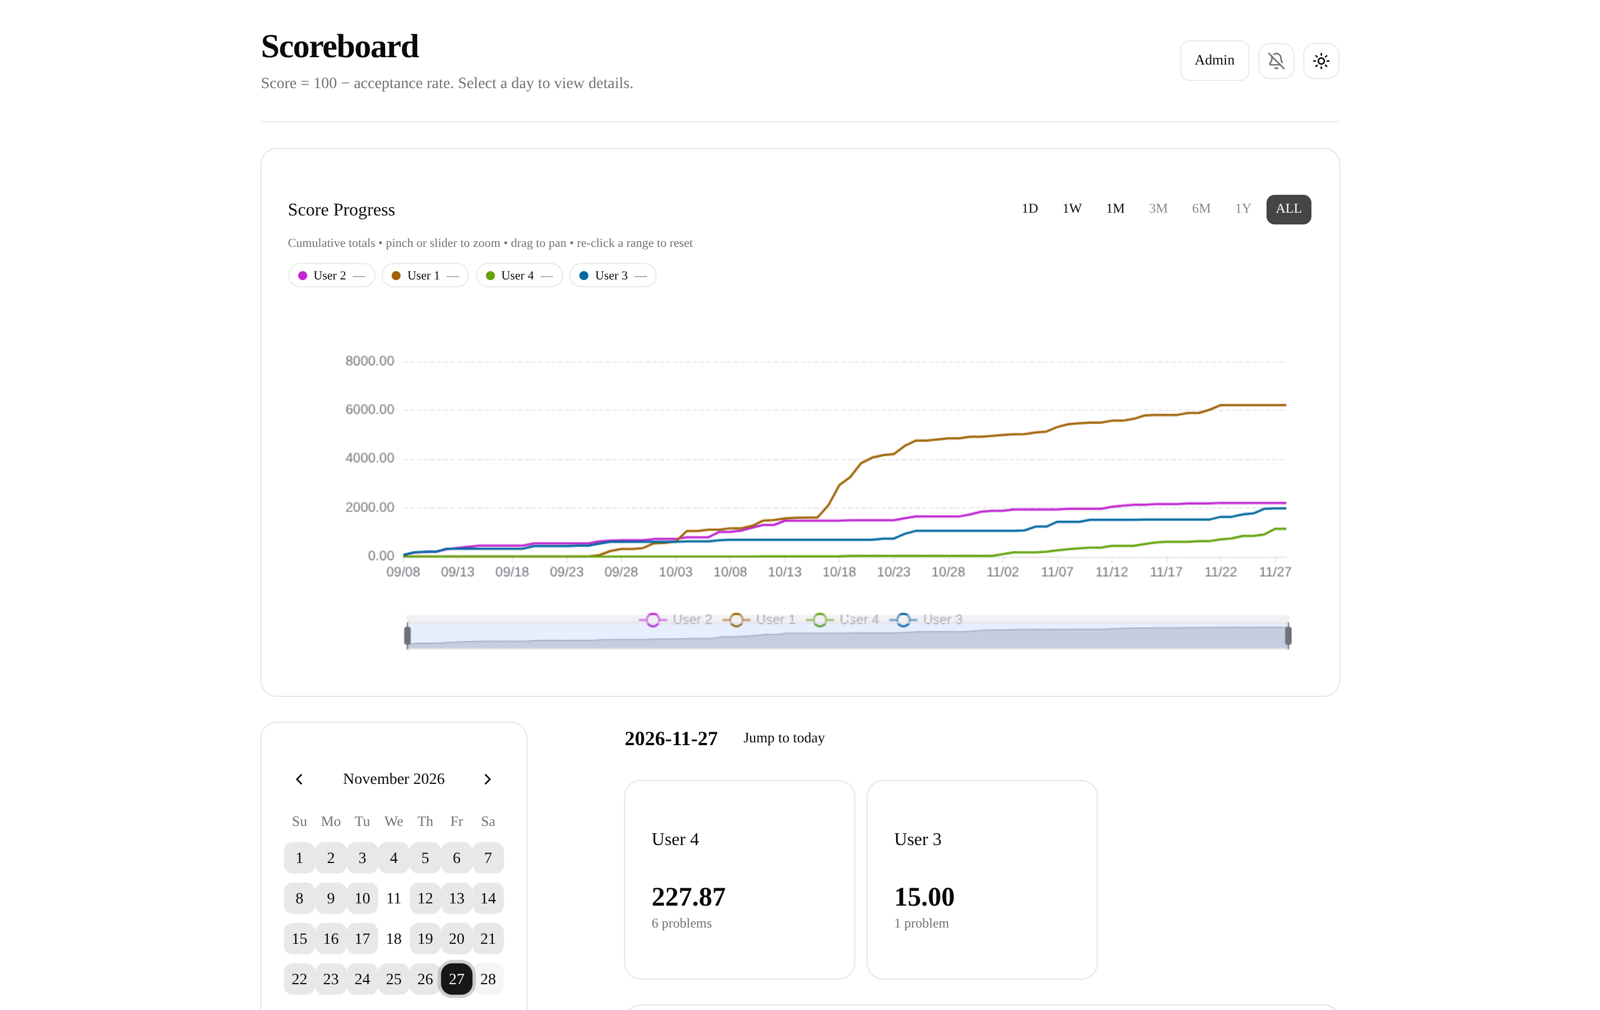 Scoreboard
Score = 100 − acceptance rate. Select a day to view details.
Admin
Score Progress
1D 1W 1M 3M 6M 1Y ALL
Cumulative totals • pinch or slider to zoom • drag to pan • re-click a range to reset
User 2 — User 1 — User 4 — User 3 —
8000.00
6000.00
4000.00
2000.00
0.00
09/08 09/13 09/18 09/23 09/28 10/03 10/08 10/13 10/18 10/23 10/28 11/02 11/07 11/12 11/17 11/22 11/27
User 2 User 1 User 4 User 3
November 2026
Su Mo Tu We Th Fr Sa
1 2 3 4 5 6 7
8 9 10 11 12 13 14
15 16 17 18 19 20 21
22 23 24 25 26 27 28
2026-11-27 Jump to today
User 4
227.87
6 problems
User 3
15.00
1 problem